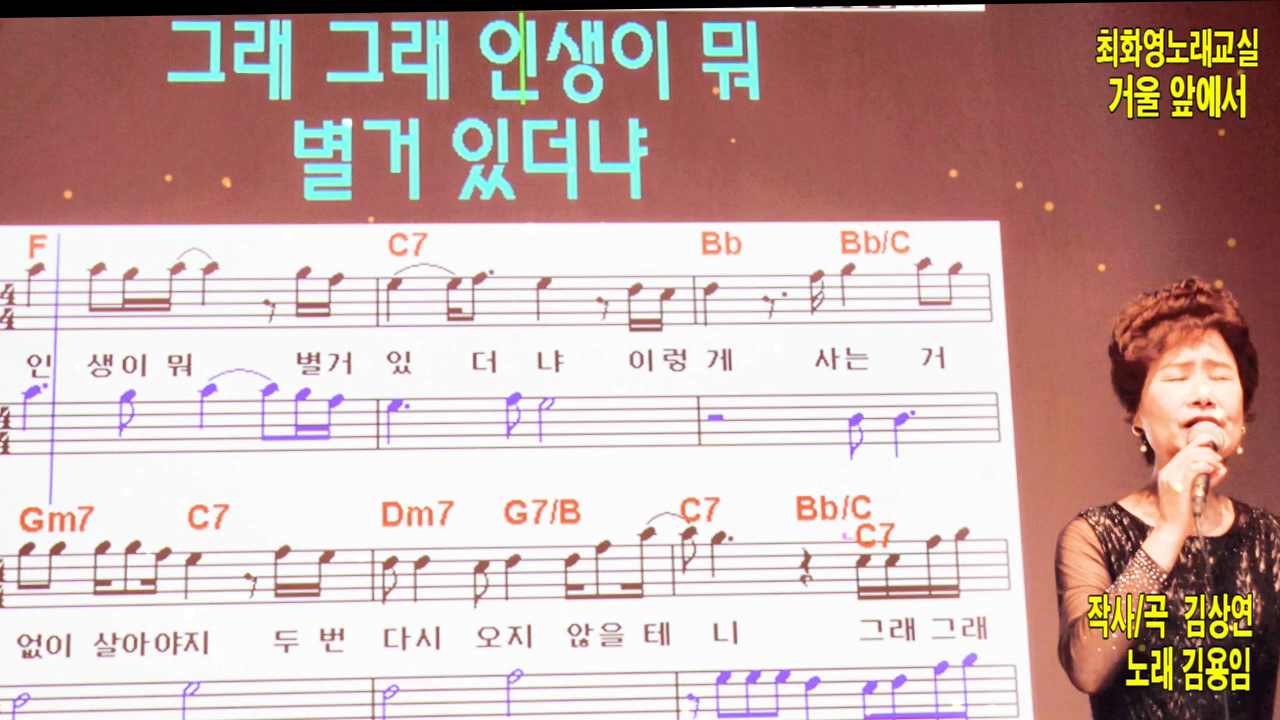 그래 그래 인생이 뭐
별거 있더냐
최화영노래교실
거울 앞에서
F C7 Bb Bb/C
4
4
인 생이 뭐 별거 있 더 냐 이렇 게 사는 거
4
4
Gm7 C7 Dm7 G7/B C7 Bb/C
C7
없이 살아야지 두 번 다시 오지 않을 테 니 그래 그래
작사/곡 김상연
노래 김용임